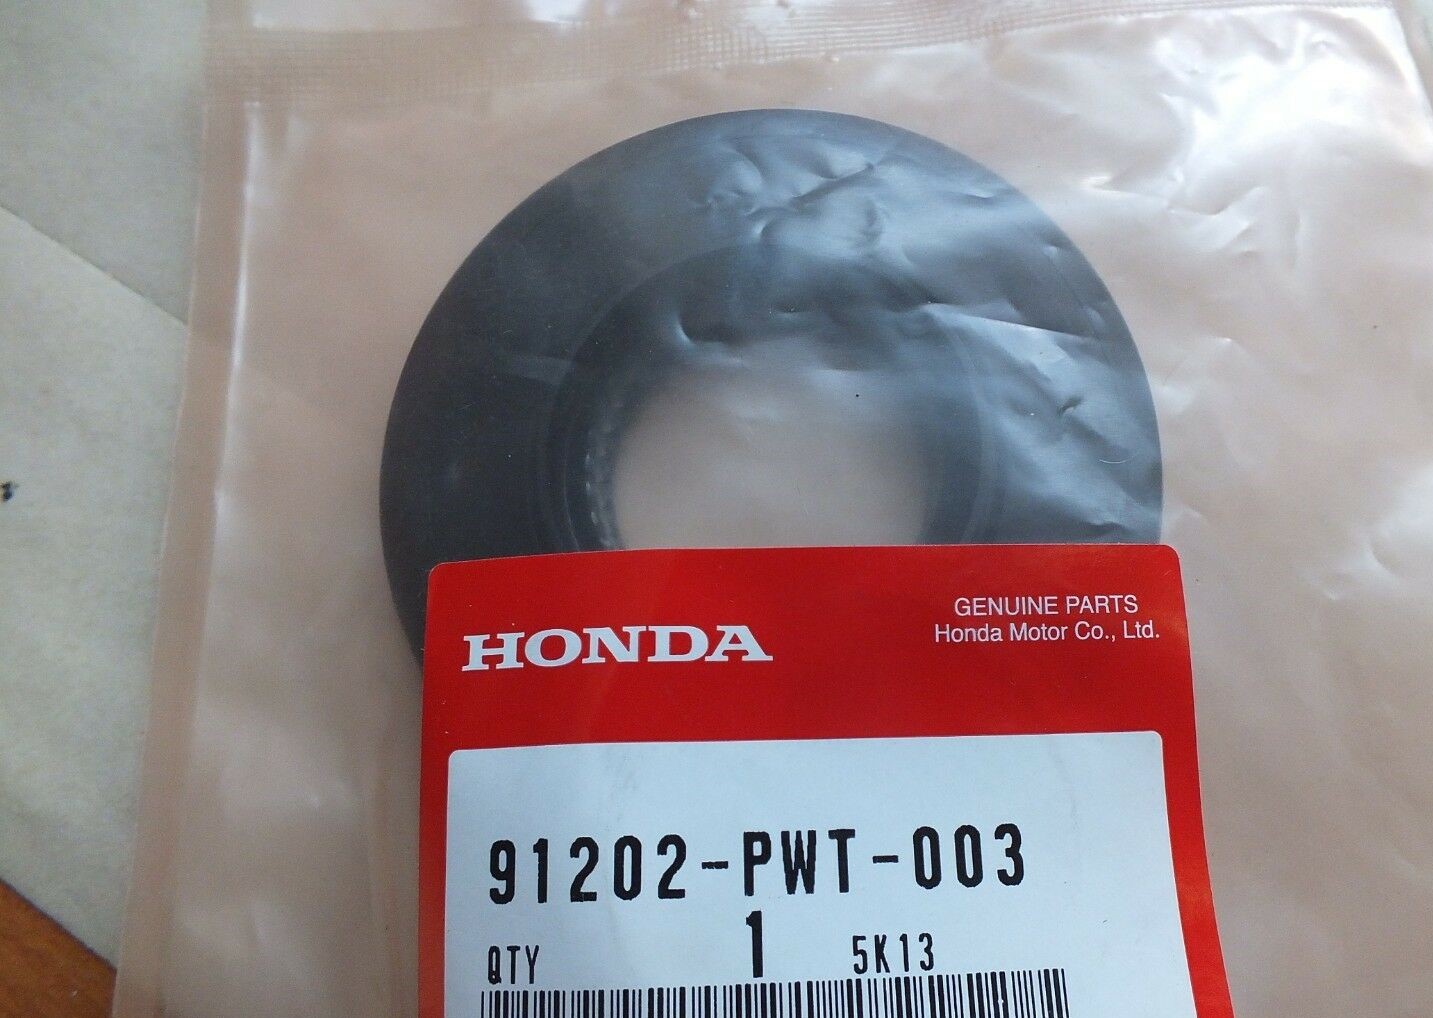 HONDA
GENUINE PARTS
Honda Motor Co., Ltd.
91202-PWT-003
QTY 1 5K13